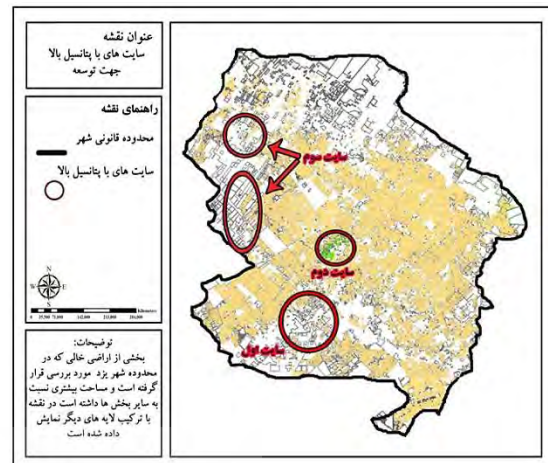 عنوان نقشه
سایت های با پتانسیل بالا
جهت توسعه
راهنمای نقشه
محدوده قانونی شهر
سایت های با پتانسیل بالا
N
W E
S
توضیحات:
بخشی از اراضی خالی که در
محدوده شهر یزد مورد بررسی قرار
گرفته است و مساحت بیشتری نسبت
به سایر بخش ها داشته است در نقشه
با ترکیب لایه های دیگر نمایش
داده شده است
سایت سوم
سایت دوم
سایت اول